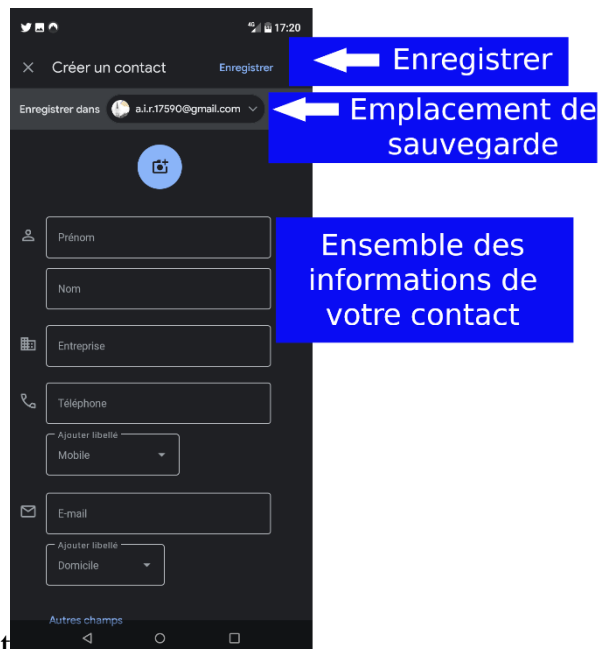 4G 17:20
Créer un contact Enregistrer
Enregistrer
Enregistrer dans a.i.r.17590@gmail.com
Emplacement de
sauvegarde
Prénom
Nom
Ensemble des
informations de
votre contact
Entreprise
Téléphone
Ajouter libellé
Mobile
E-mail
Ajouter libellé
Domicile
Autres champs
t